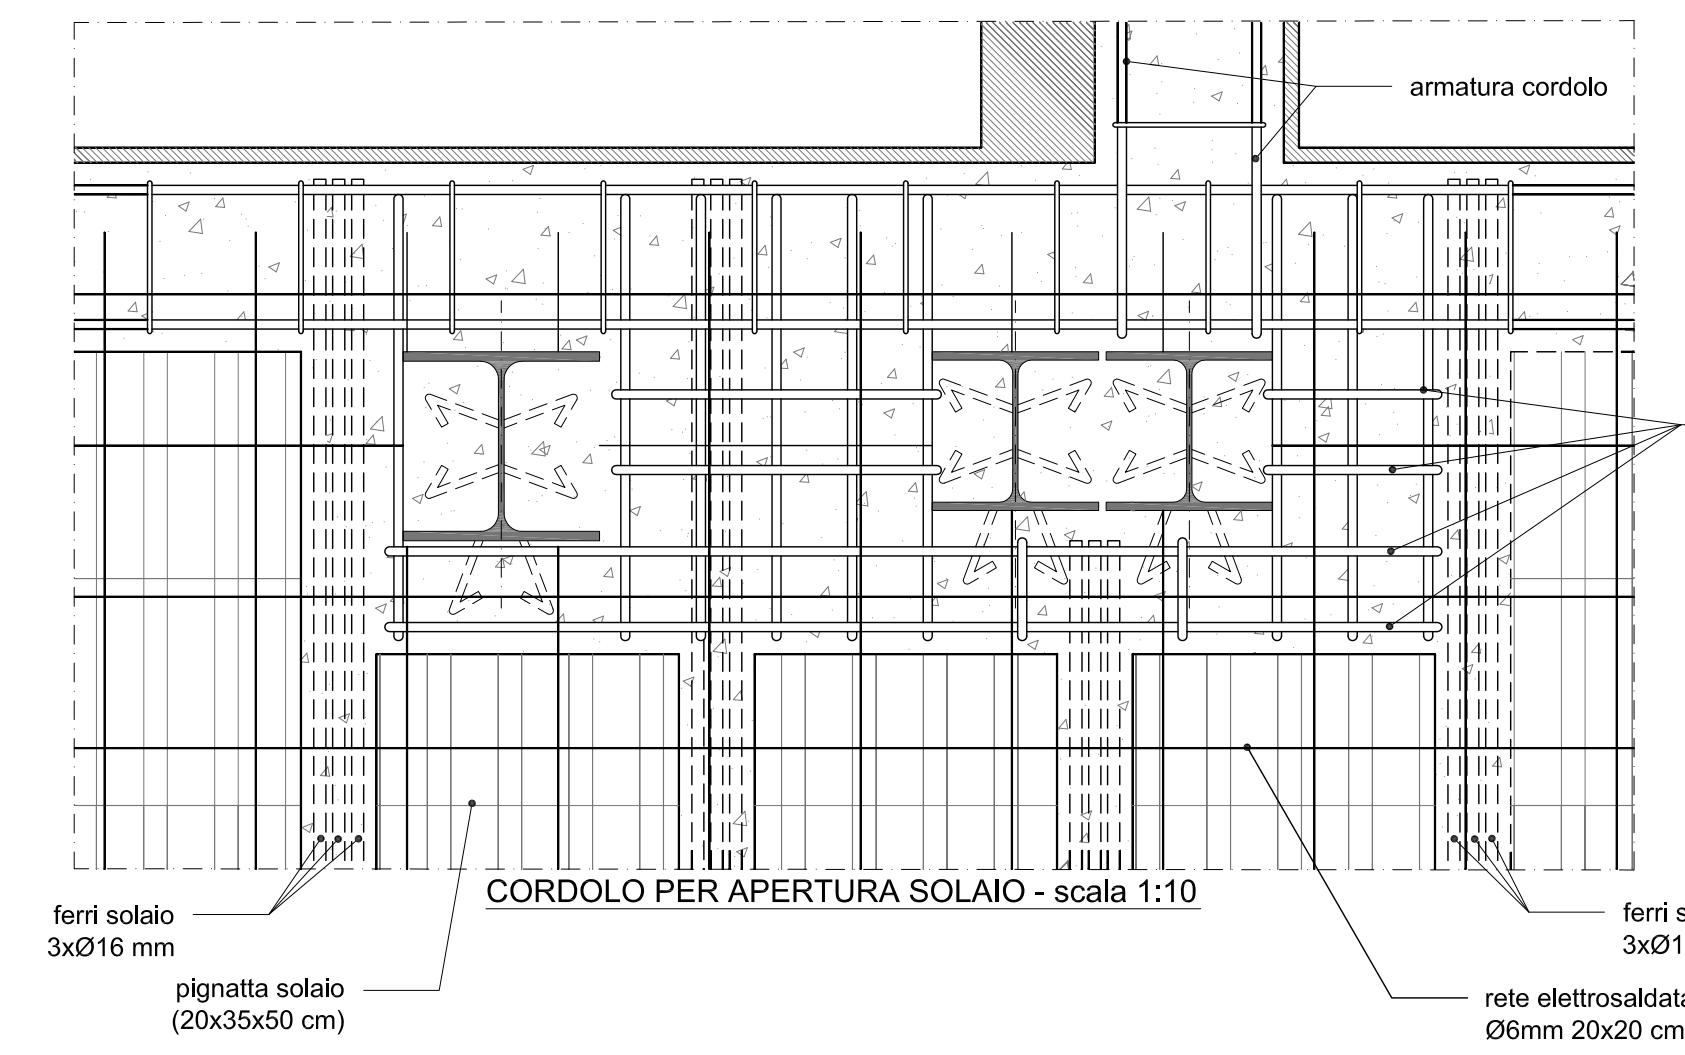 armatura cordolo
CORDOLO PER APERTURA SOLAIO - scala 1:10
ferri solaio
3xØ16 mm
pignatta solaio
(20x35x50 cm)
ferri
rete elettrosaldata
Ø6mm 20x20 cm